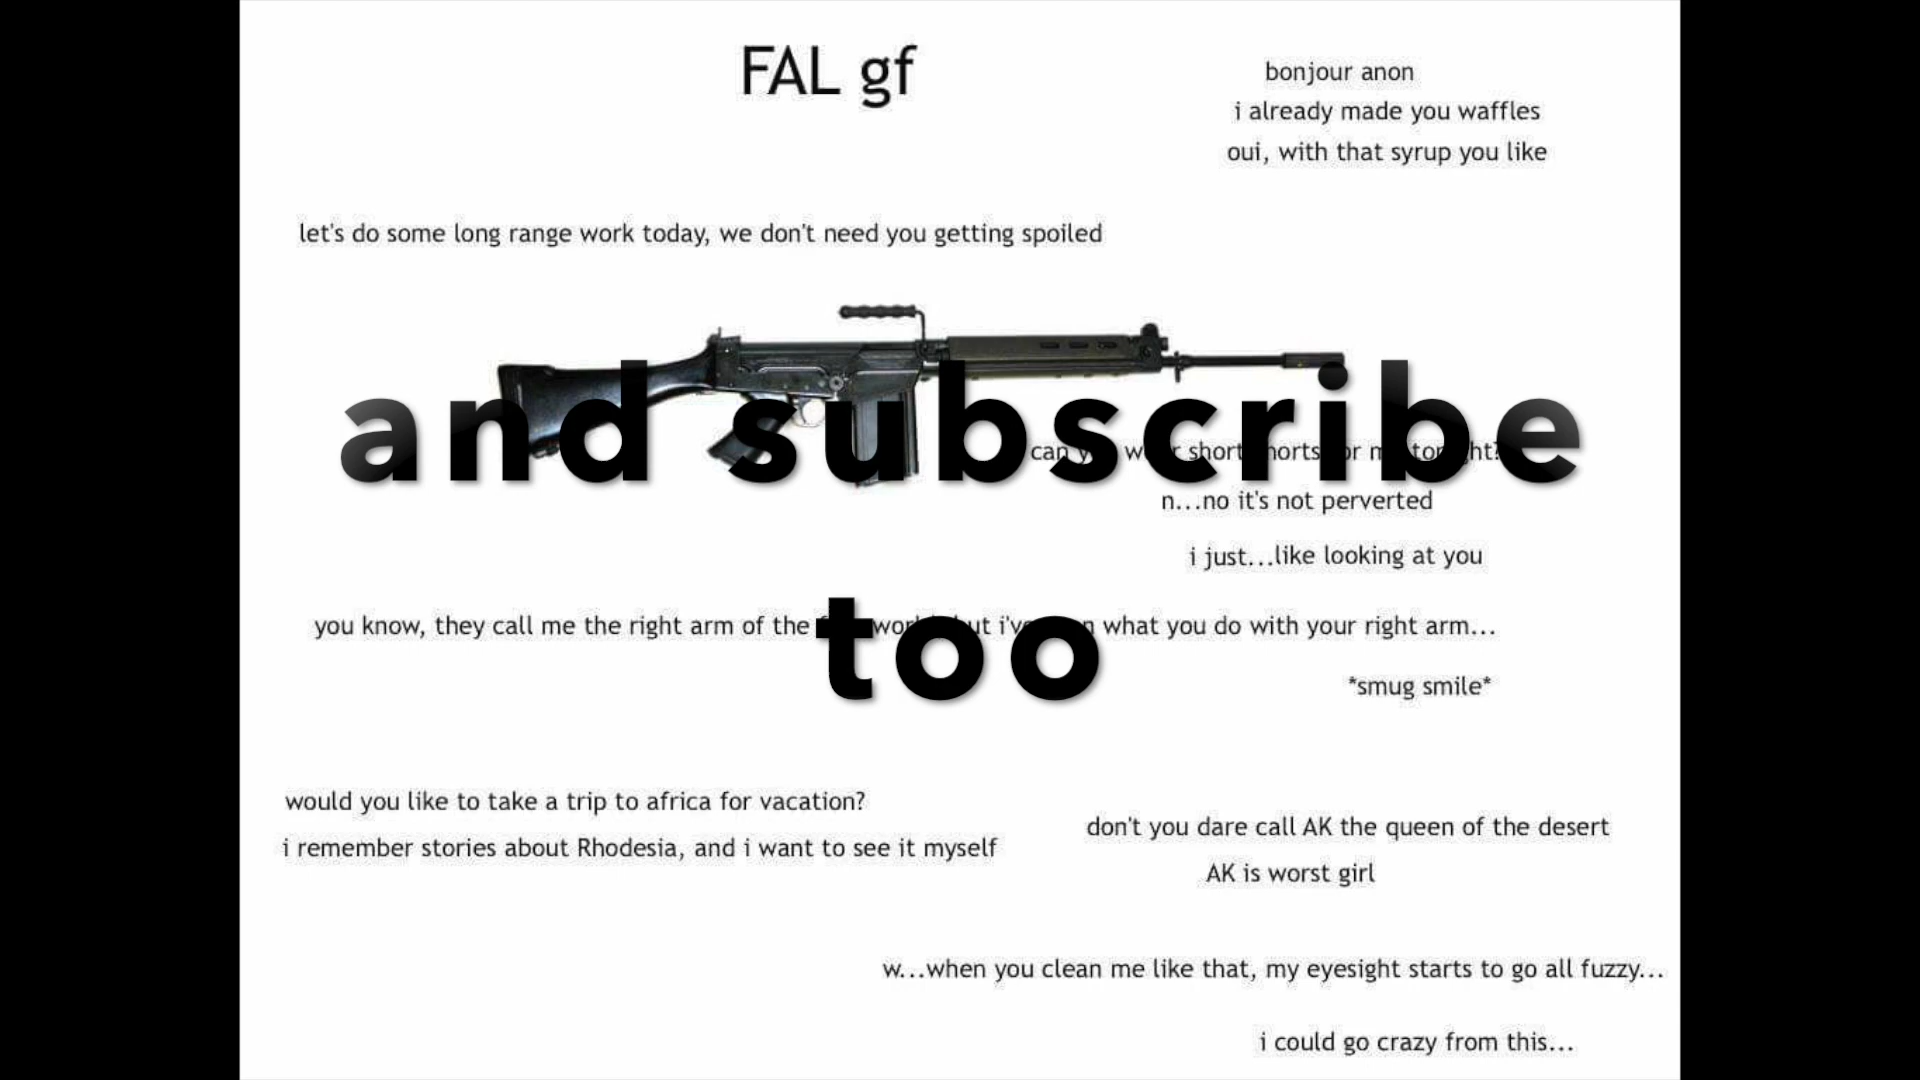 FAL gf
bonjour anon
i already made you waffles
oui, with that syrup you like
let's do some long range work today, we don't need you getting spoiled
and subscribe
can short for
n...no it's not perverted
i just...like looking at you
you know, they call me the right arm of the but what you do with your right arm...
too
*smug smile*
would you like to take a trip to africa for vacation?
i remember stories about Rhodesia, and i want to see it myself
don't you dare call AK the queen of the desert
AK is worst girl
w...when you clean me like that, my eyesight starts to go all fuzzy...
i could go crazy from this...